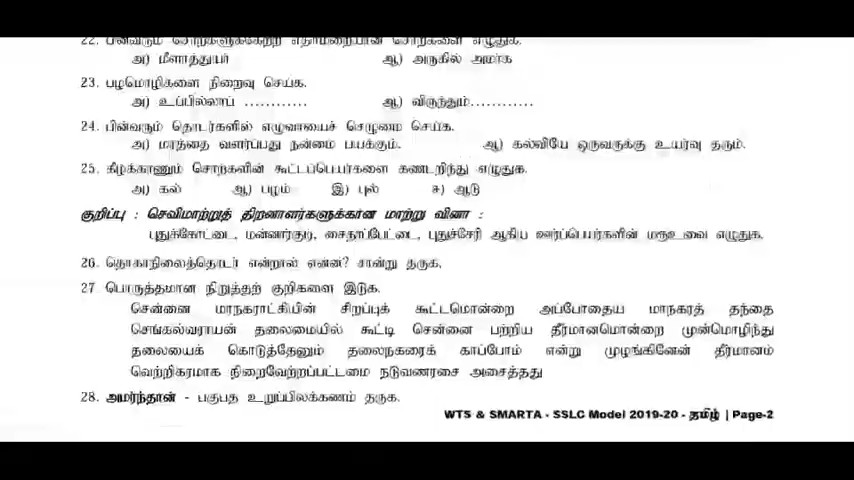 22. பின்வரும் சொற்களுக்கேற்ற எதிர்மறையான சொற்களை எழுதுக.
அ) மீளாத்துயர் ஆ) அருகில் அமர்க
23. பழமொழிகளை நிறைவு செய்க.
அ) உப்பில்லாப் ............ ஆ) விருந்தும்............
24. பின்வரும் தொடர்களில் எழுவாயைச் செழுமை செய்க.
அ) மரத்தை வளர்ப்பது நன்மை பயக்கும். ஆ) கல்வியே ஒருவருக்கு உயர்வு தரும்.
25. கீழ்க்காணும் சொற்களின் கூட்டப்பெயர்களை கண்டறிந்து எழுதுக.
அ) கல் ஆ) பழம் இ) புல் ஈ) ஆடு
குறிப்பு : செவிமாற்றுத் திறனாளர்களுக்கான மாற்று வினா :
புதுக்கோட்டை, மன்னார்குடி, சைதாப்பேட்டை, புதுச்சேரி ஆகிய ஊர்ப்பெயர்களின் மரூஉவை எழுதுக.
26. தொகாநிலைத்தொடர் என்றால் என்ன? சான்று தருக,
27 பொருத்தமான நிறுத்தற் குறிகளை இடுக.
சென்னை மாநகராட்கியின் சிறப்புக் கூட்டமொன்றை அப்போதைய மாநகரத் தந்தை
செங்கல்வராயன் தலைமையில் கூட்டி சென்னை பற்றிய தீர்மானமொன்றை முன்மொழிந்து
தலையைக் கொடுத்தேனும் தலைநகரைக் காப்போம் என்று முழங்கினேன் தீர்மானம்
வெற்றிகரமாக நிறைவேற்றப்பட்டமை நடுவணரசை அசைத்தது
28. அமர்ந்தான் - பகுபத உறுப்பிலக்கணம் தருக.
WTS & SMARTA - SSLC Model 2019-20 - தமிழ் | Page-2